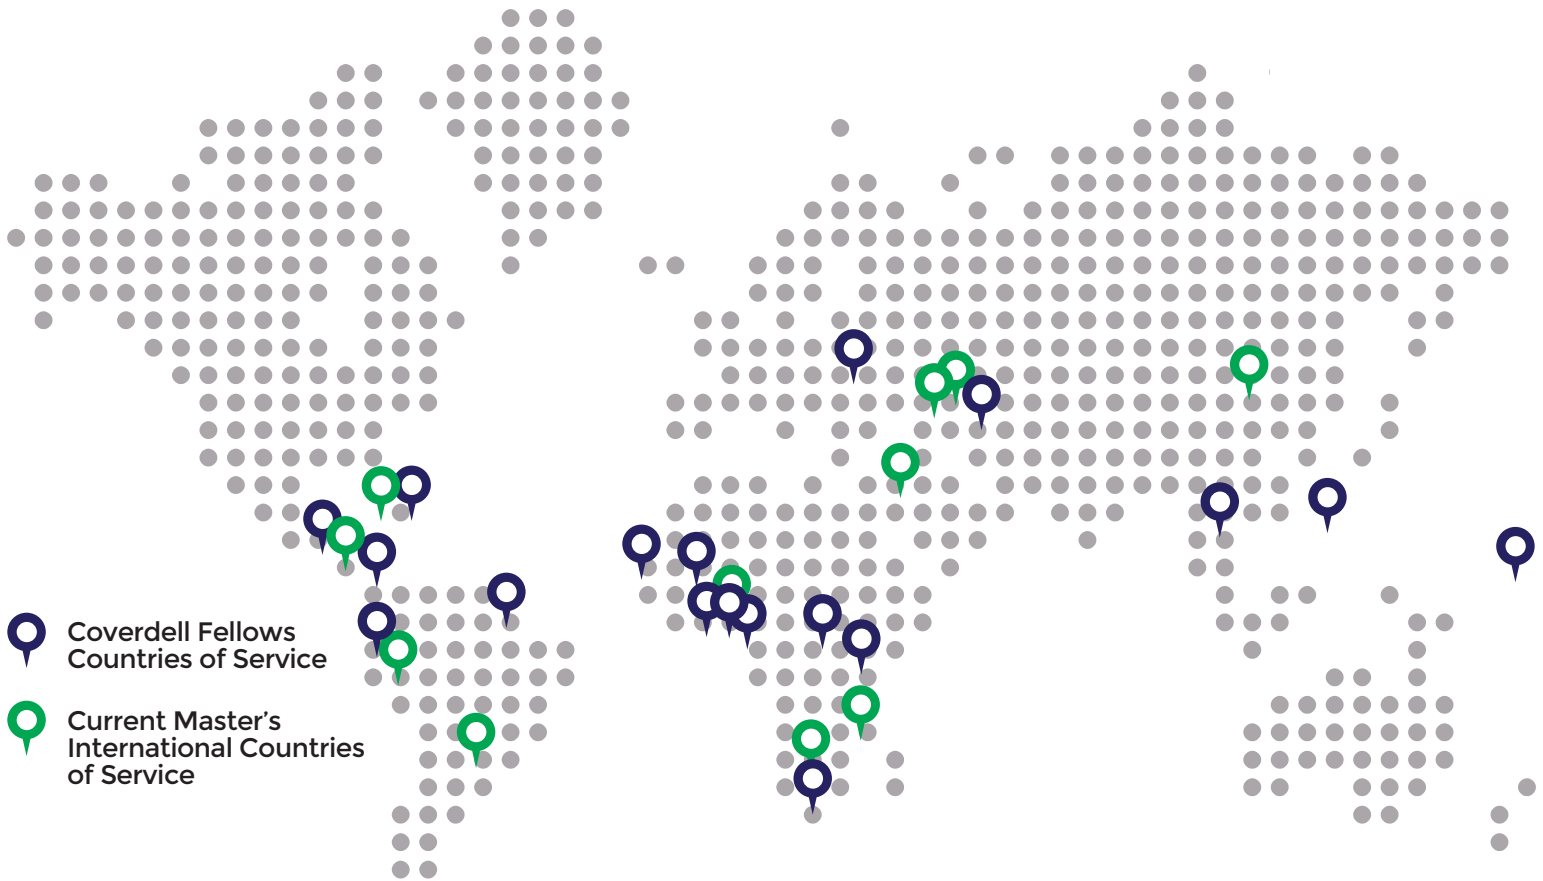 Coverdell Fellows
Countries of Service
Current Master’s
International Countries
of Service